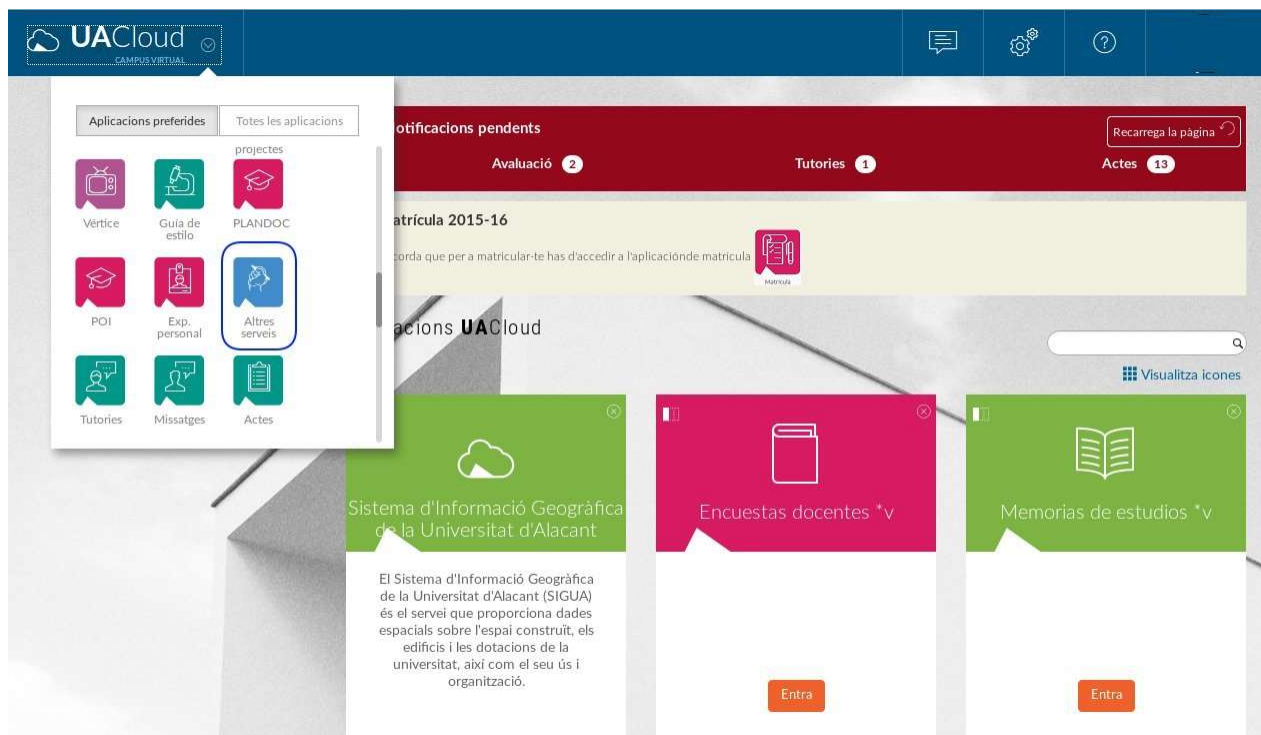 UACloud
CAMPUS VIRTUAL
Aplicacions preferides
Totes les aplicacions
projectes
Vértice
Guía de
estilo
PLANDOC
POI
Exp.
personal
Altres
serveis
Tutories
Missatges
Actes
otificacions pendents
Recarrega la pàgina
Avaluació 2
Tutories 1
Actes 13
atrícula 2015-16
corda que per a matricular-te has d'accedir a l'aplicaciónde matricula
Matrícula
acions UACloud
Visualitza icones
Sistema d'Informació Geogràfica
de la Universitat d'Alacant
El Sistema d'Informació Geogràfica
de la Universitat d'Alacant (SIGUA)
és el servei que proporciona dades
espacials sobre l'espai construït, els
edificis i les dotacions de la
universitat, així com el seu ús i
organització.
Encuestas docentes *v
Entra
Memorias de estudios *v
Entra